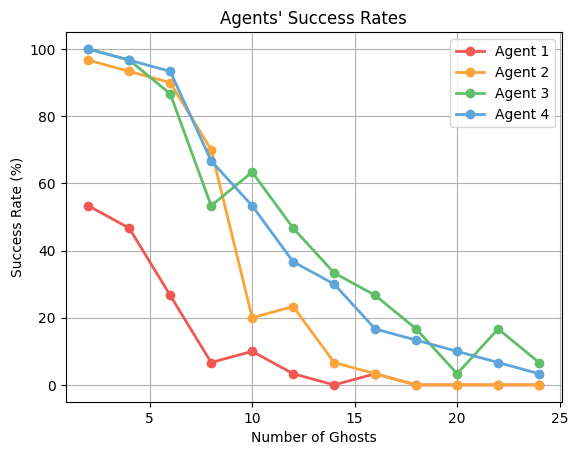 Agents' Success Rates
100
80
60
40
20
0
Success Rate (%)
5
10
15
20
25
Number of Ghosts
Agent 1
Agent 2
Agent 3
Agent 4